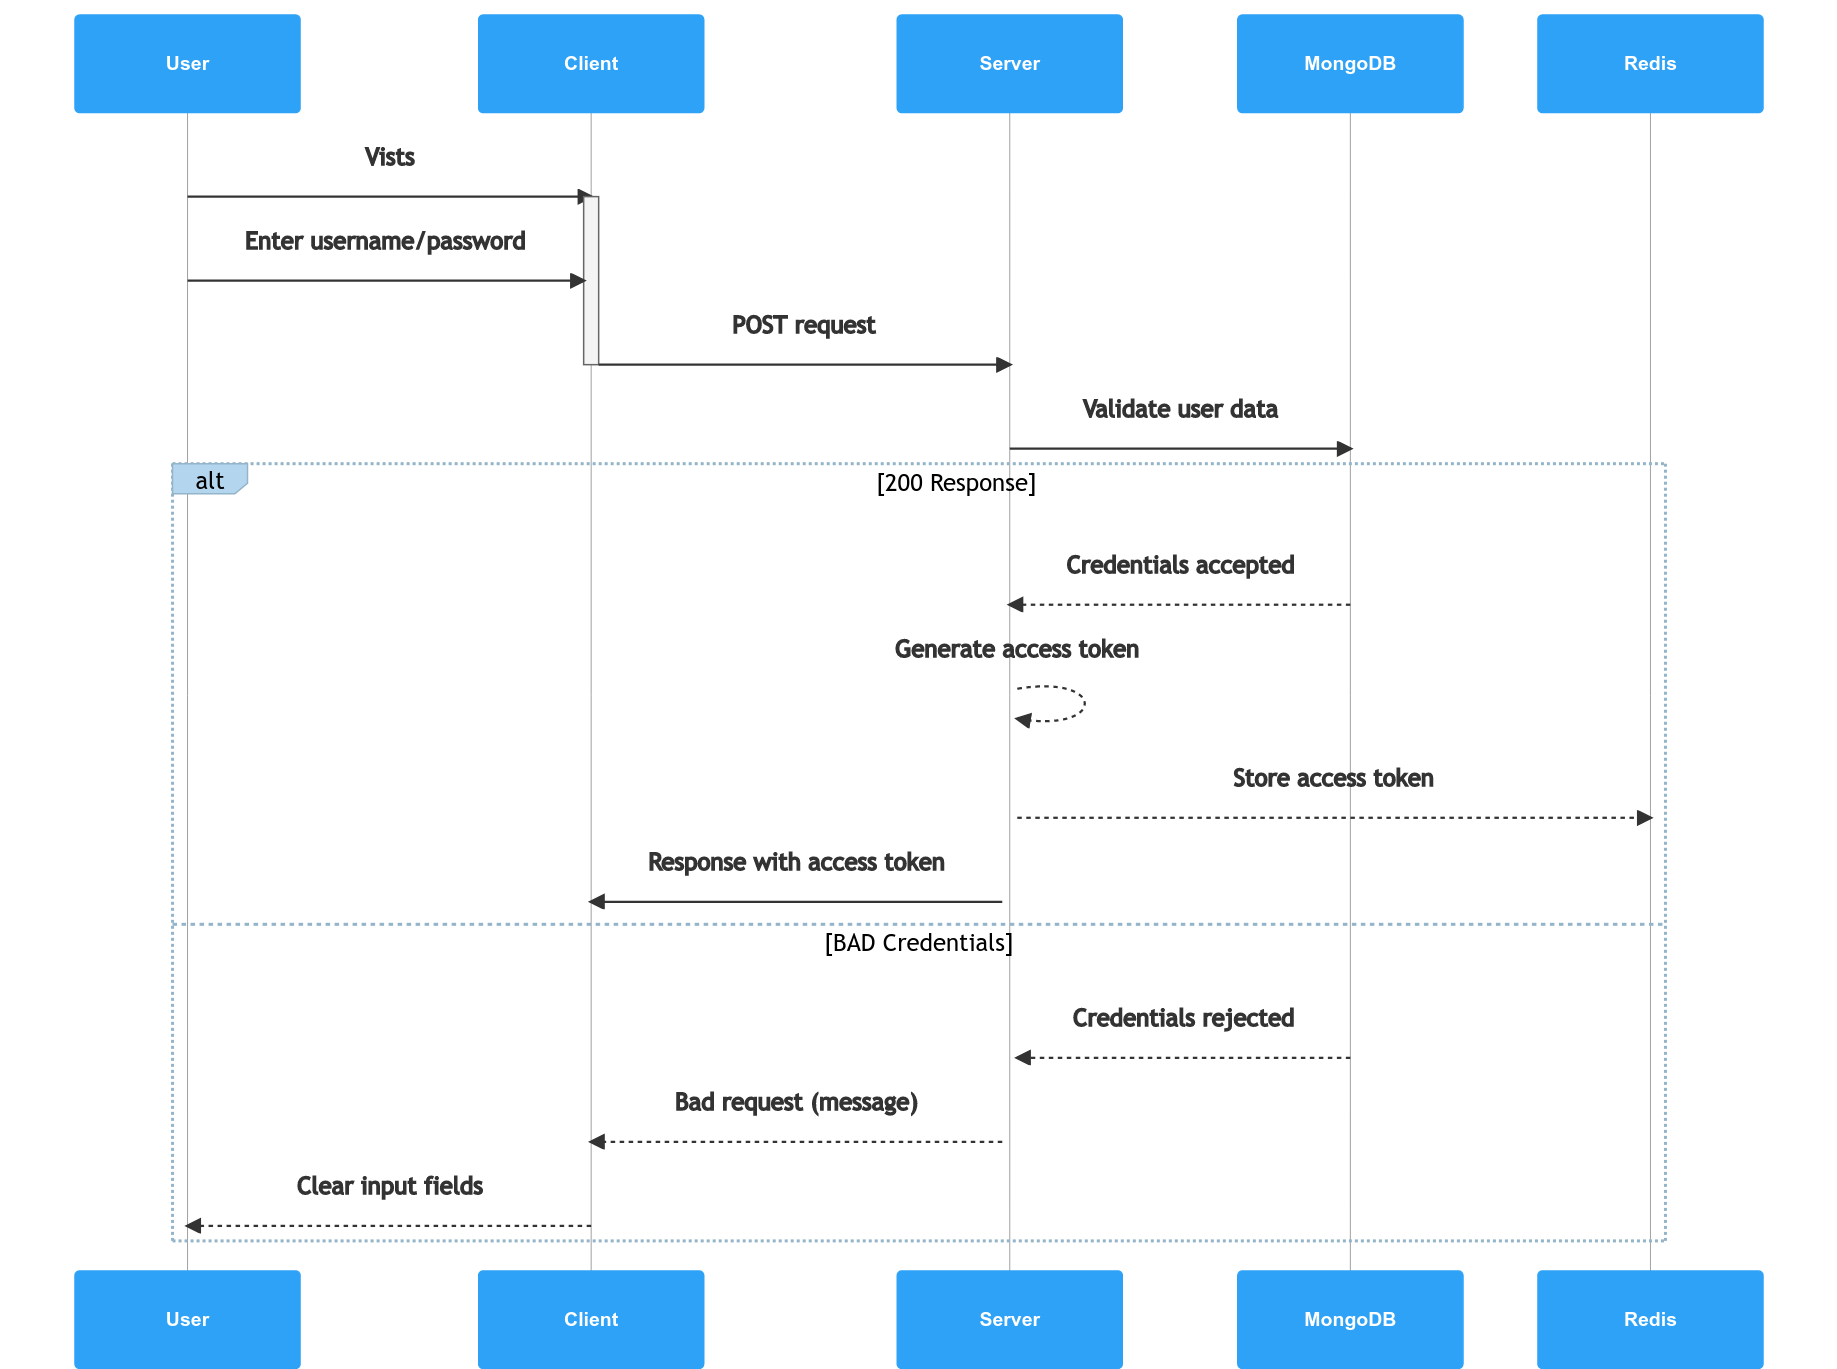 User
Client
Server
MongoDB
Redis
Vists
Enter username/password
POST request
Validate user data
alt
[200 Response]
Credentials accepted
Generate access token
Store access token
Response with access token
[BAD Credentials]
Credentials rejected
Bad request (message)
Clear input fields
User
Client
Server
MongoDB
Redis